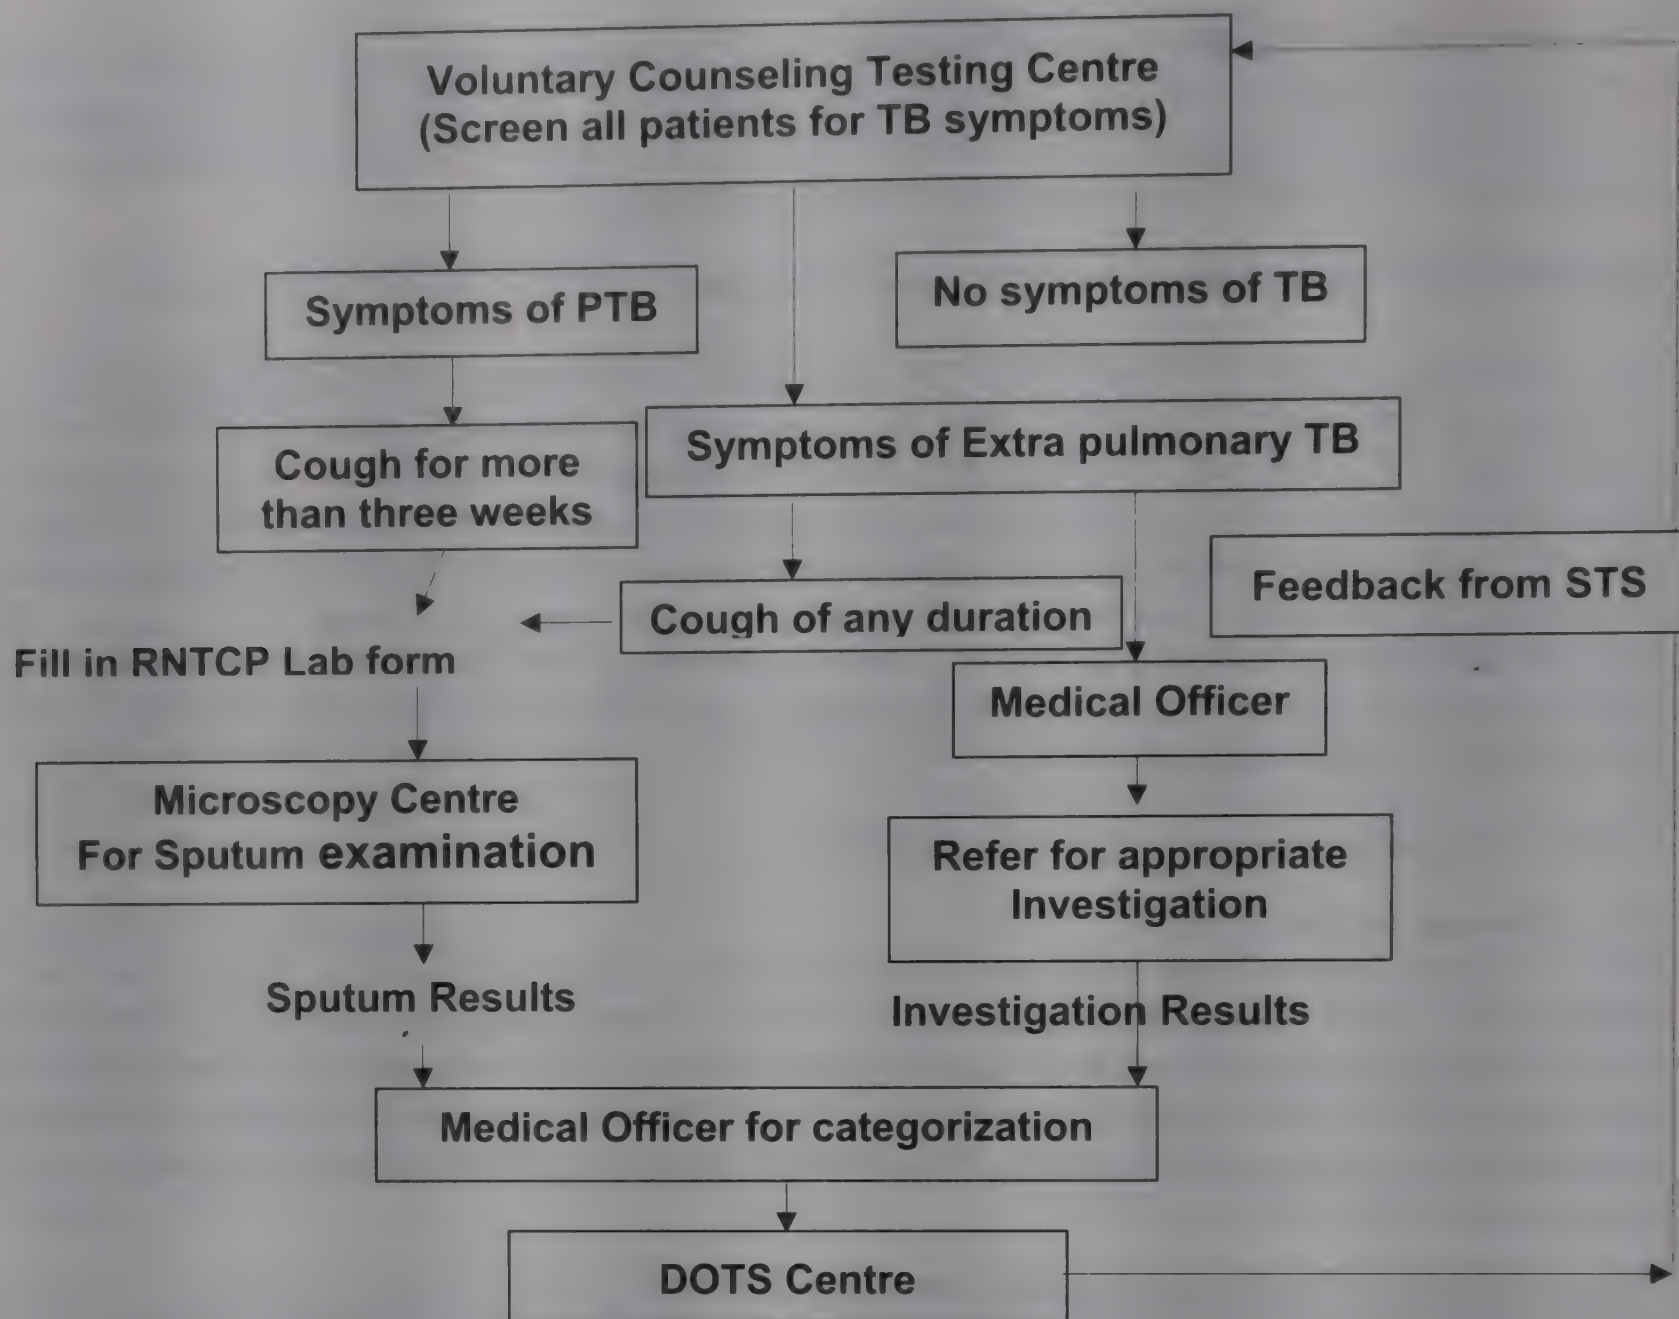 Voluntary Counseling Testing Centre
(Screen all patients for TB symptoms)
Symptoms of PTB
No symptoms of TB
Cough for more
than three weeks
Symptoms of Extra pulmonary TB
Feedback from STS
Cough of any duration
Fill in RNTCP Lab form
Medical Officer
Microscopy Centre
For Sputum examination
Refer for appropriate
Investigation
Sputum Results
Investigation Results
Medical Officer for categorization
DOTS Centre